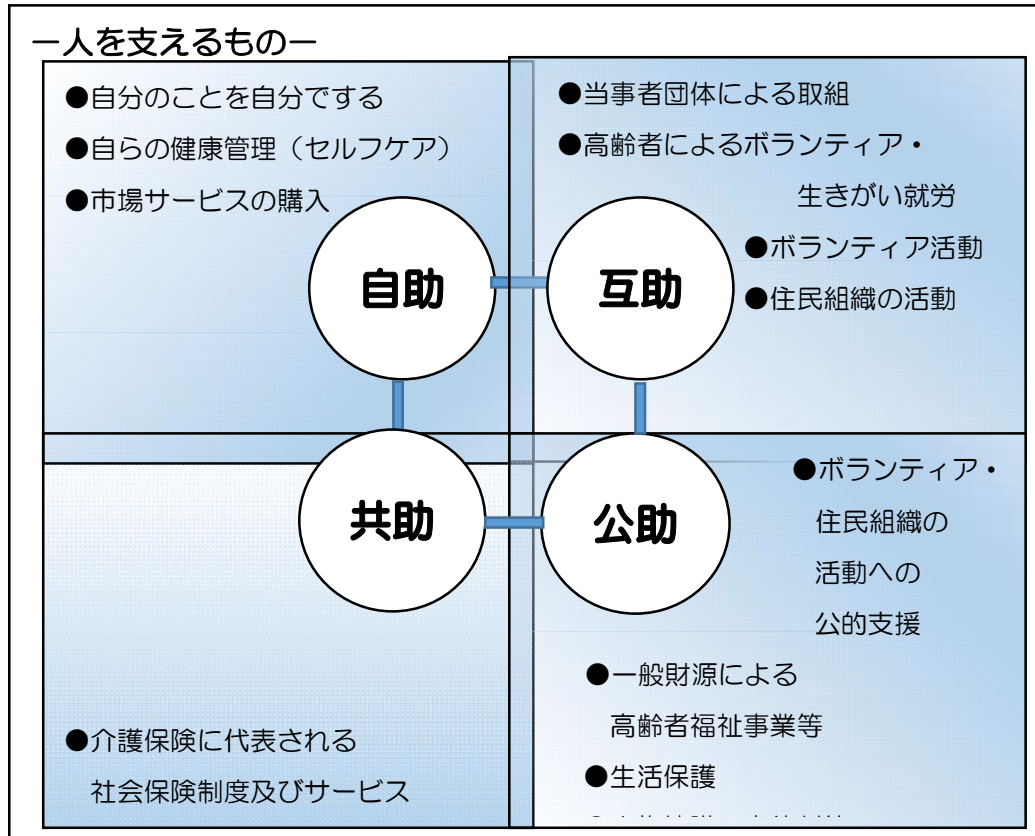 ー人を支えるものー
●自分のことを自分でする
●自らの健康管理（セルフケア）
●市場サービスの購入
自助
●当事者団体による取組
●高齢者によるボランティア・
生きがい就労
●ボランティア活動
●住民組織の活動
互助
共助
●介護保険に代表される
社会保険制度及びサービス
公助
●ボランティア・
住民組織の
活動への
公的支援
●一般財源による
高齢者福祉事業等
●生活保護